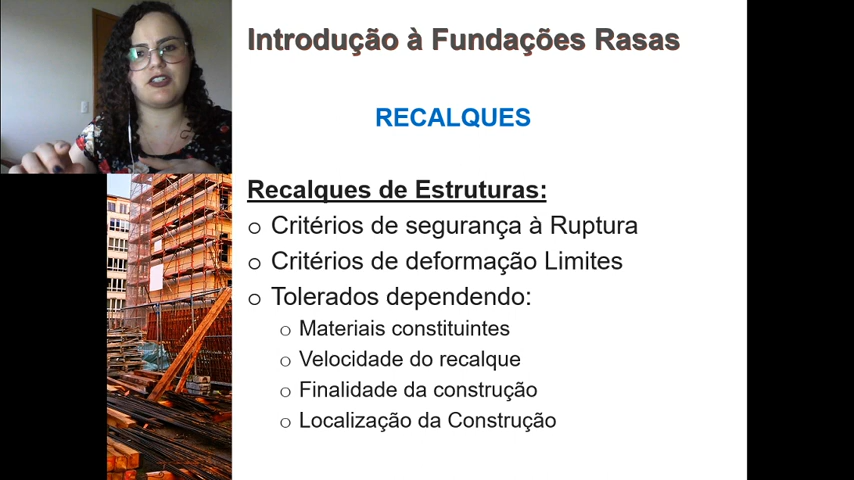 Introdução à Fundações Rasas
RECALQUES
Recalques de Estruturas:
o Critérios de segurança à Ruptura
o Critérios de deformação Limites
o Tolerados dependendo:
o Materiais constituintes
o Velocidade do recalque
o Finalidade da construção
o Localização da Construção